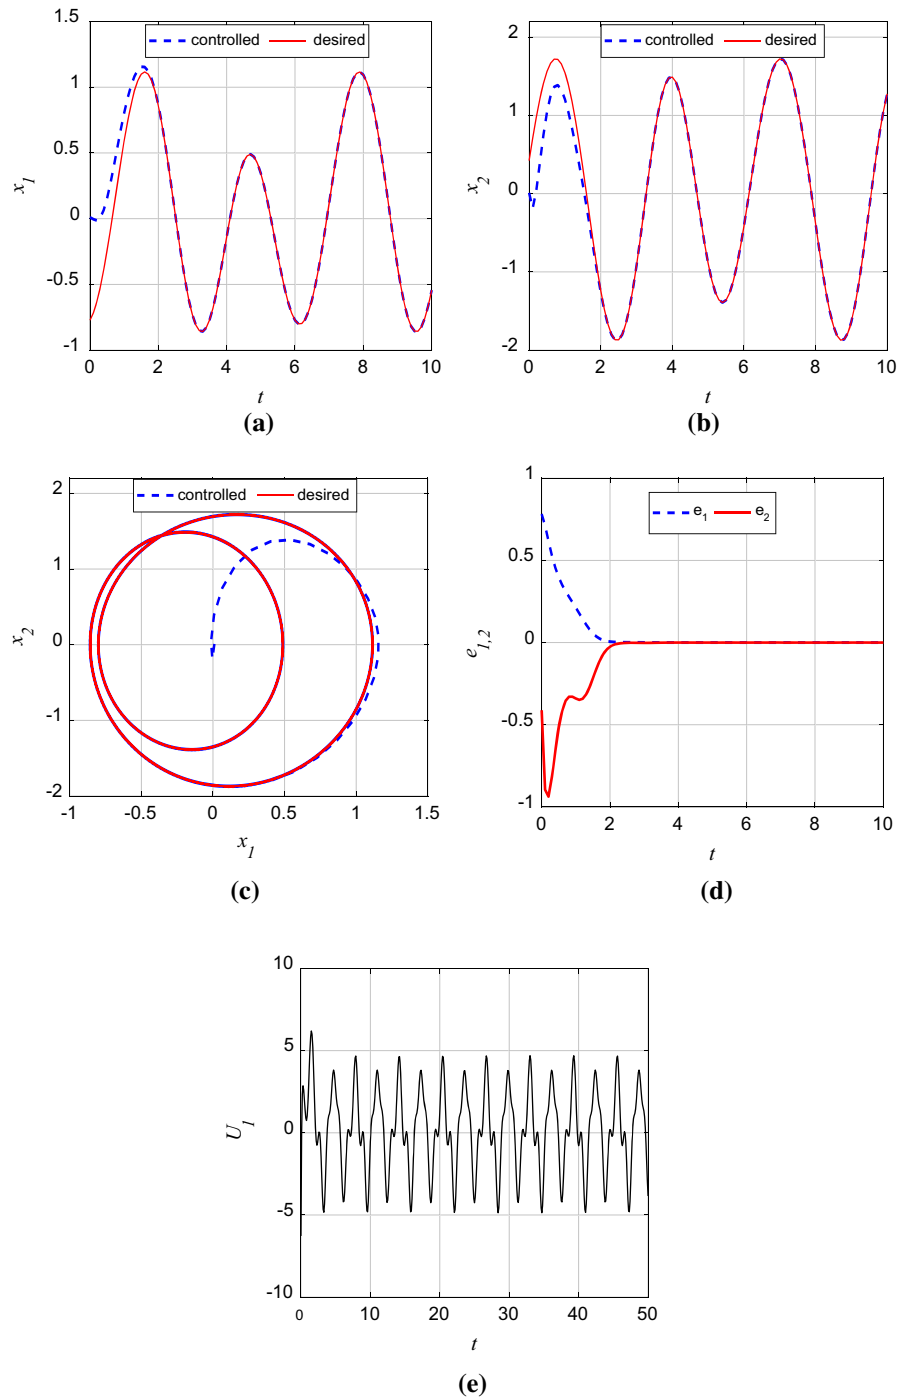 controlled desired
1.5
1
0.5
0
-0.5
-1
x1
0 2 4 6 8 10
t
(a)
controlled desired
2
1
0
-1
-2
x2
0 2 4 6 8 10
t
(b)
controlled desired
2
1
0
-1
-2
x2
-1 -0.5 0 0.5 1 1.5
x1
(c)
e1 e2
1
0.5
0
-0.5
-1
e1,2
0 2 4 6 8 10
t
(d)
10
5
0
-5
-10
U1
0 10 20 30 40 50
t
(e)